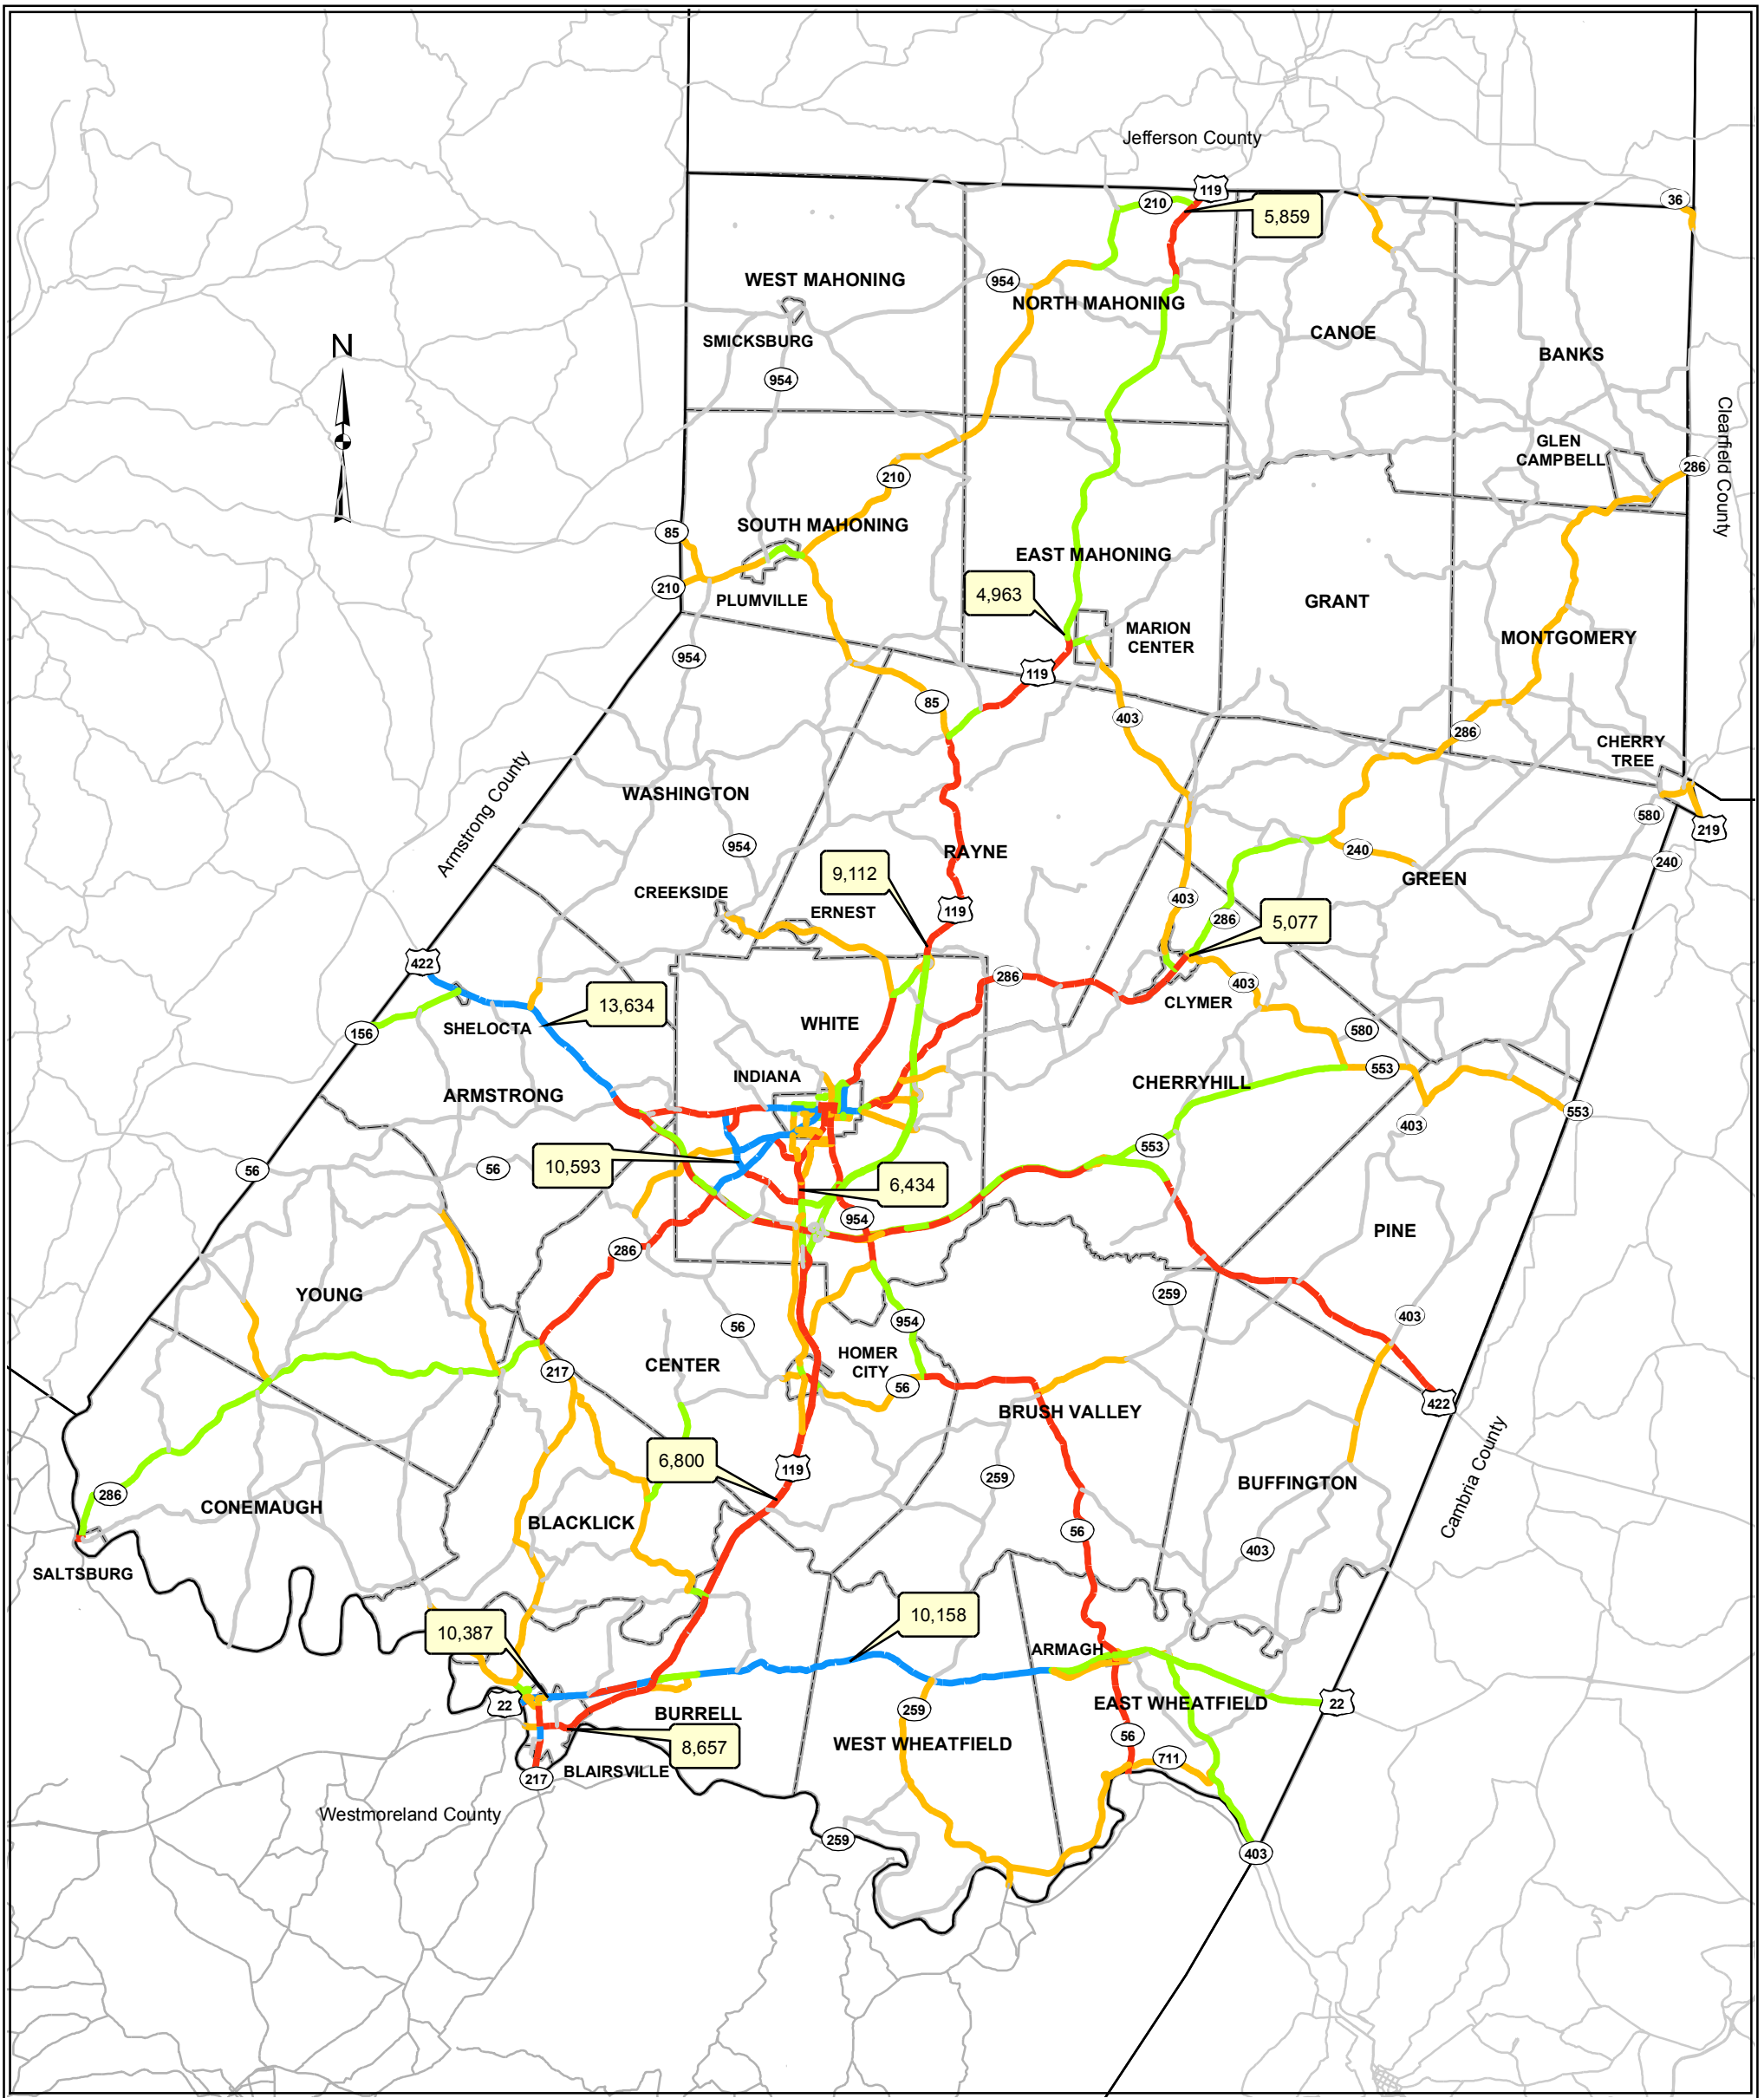 Jefferson County
119
210
36
5,859
WEST MAHONING
954
NORTH MAHONING
CANOE
N
SMICKSBURG
BANKS
954
Clearfield County
GLEN
CAMPBELL
286
210
SOUTH MAHONING
85
EAST MAHONING
210
4,963
PLUMVILLE
GRANT
MARION
CENTER
MONTGOMERY
954
119
85
403
286
CHERRY
TREE
Armstrong County
WASHINGTON
580
219
954
RAYNE
240
240
9,112
GREEN
CREEKSIDE
403
ERNEST
119
286
5,077
422
286
403
13,634
CLYMER
SHELOCTA
WHITE
156
580
INDIANA
553
CHERRYHILL
ARMSTRONG
553
403
553
56
56
10,593
6,434
954
PINE
286
YOUNG
259
403
954
56
HOMER
CITY
CENTER
217
56
422
BRUSH VALLEY
Cambria County
6,800
119
259
BUFFINGTON
286
CONEMAUGH
BLACKLICK
56
403
SALTSBURG
10,158
10,387
ARMAGH
22
EAST WHEATFIELD
22
259
BURRELL
56
WEST WHEATFIELD
8,657
711
BLAIRSVILLE
217
Westmoreland County
259
403